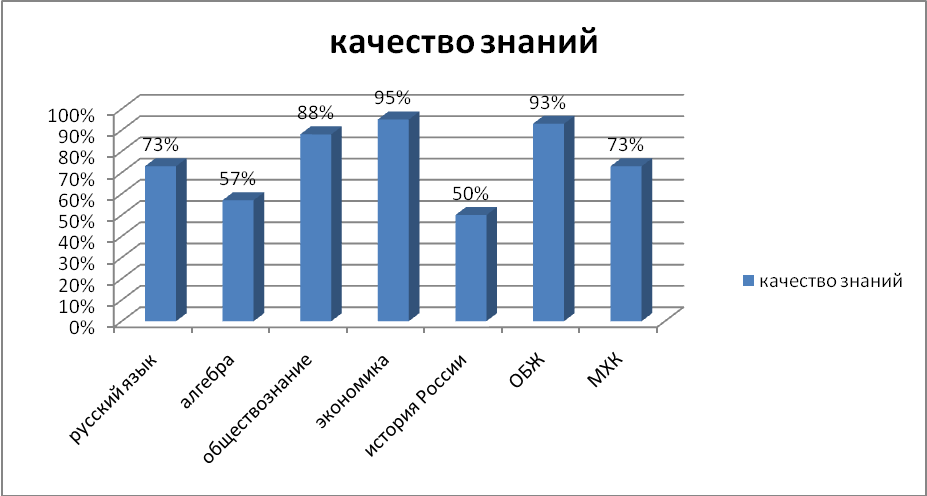 качество знаний
100%
90%
80%
70%
60%
50%
40%
30%
20%
10%
0%
73%
57%
88%
95%
50%
93%
73%
русский язык
алгебра
обществознание
экономика
история России
ОБЖ
МХК
качество знаний